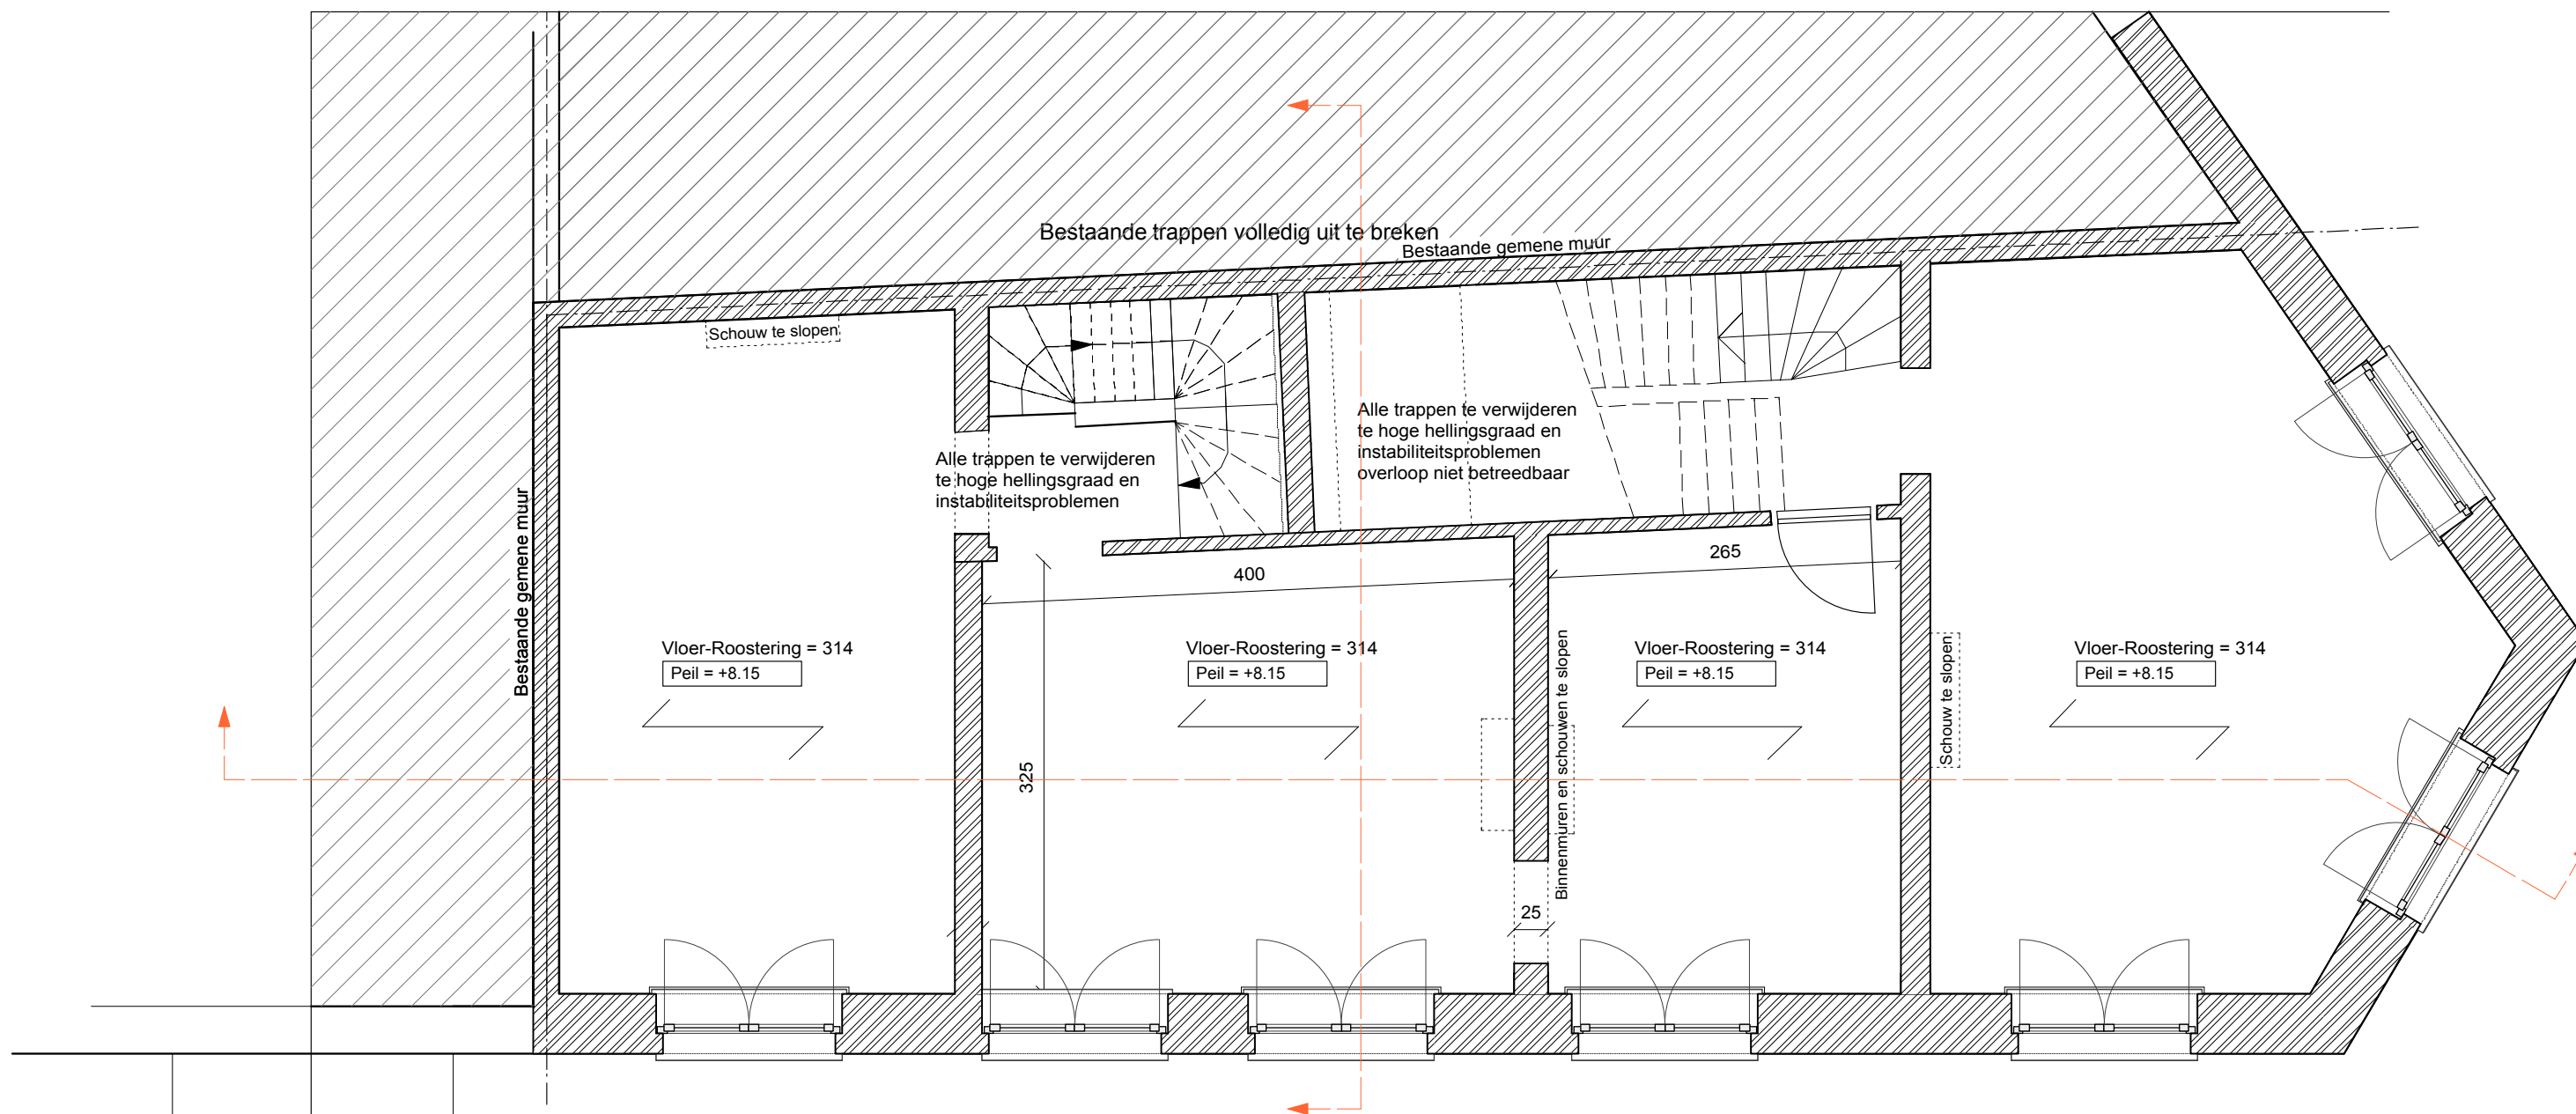 Bestaande trappen volledig uit te breken
Bestaande gemene muur
Schouw te slopen
Alle trappen te verwijderen
te hoge hellingsgraad en
instabiliteitsproblemen
overloop niet betreedbaar
Alle trappen te verwijderen
te hoge hellingsgraad en
instabiliteitsproblemen
Bestaande gemene muur
400
265
Vloer-Roostering = 314
Peil = +8.15
Vloer-Roostering = 314
Peil = +8.15
Vloer-Roostering = 314
Peil = +8.15
Vloer-Roostering = 314
Peil = +8.15
325
Binnenmuren en schouwen te slopen
Schouw te slopen
25